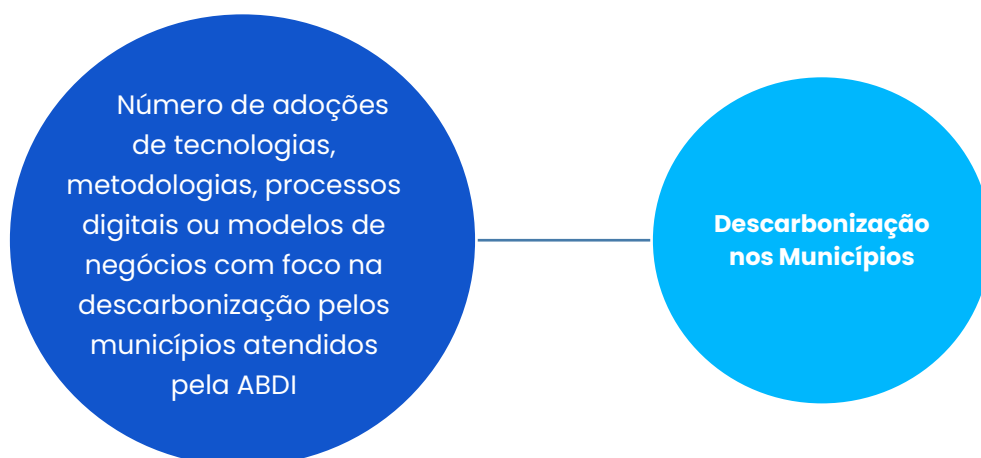 Número de adoções
de tecnologias,
metodologias, processos
digitais ou modelos de
negócios com foco na
descarbonização pelos
municípios atendidos
pela ABDI
Descarbonização
nos Municípios